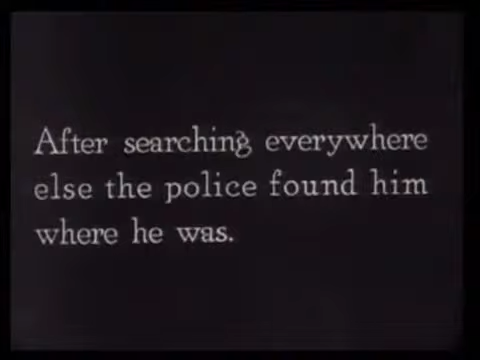 After searching everywhere
else the police found him
where he was.